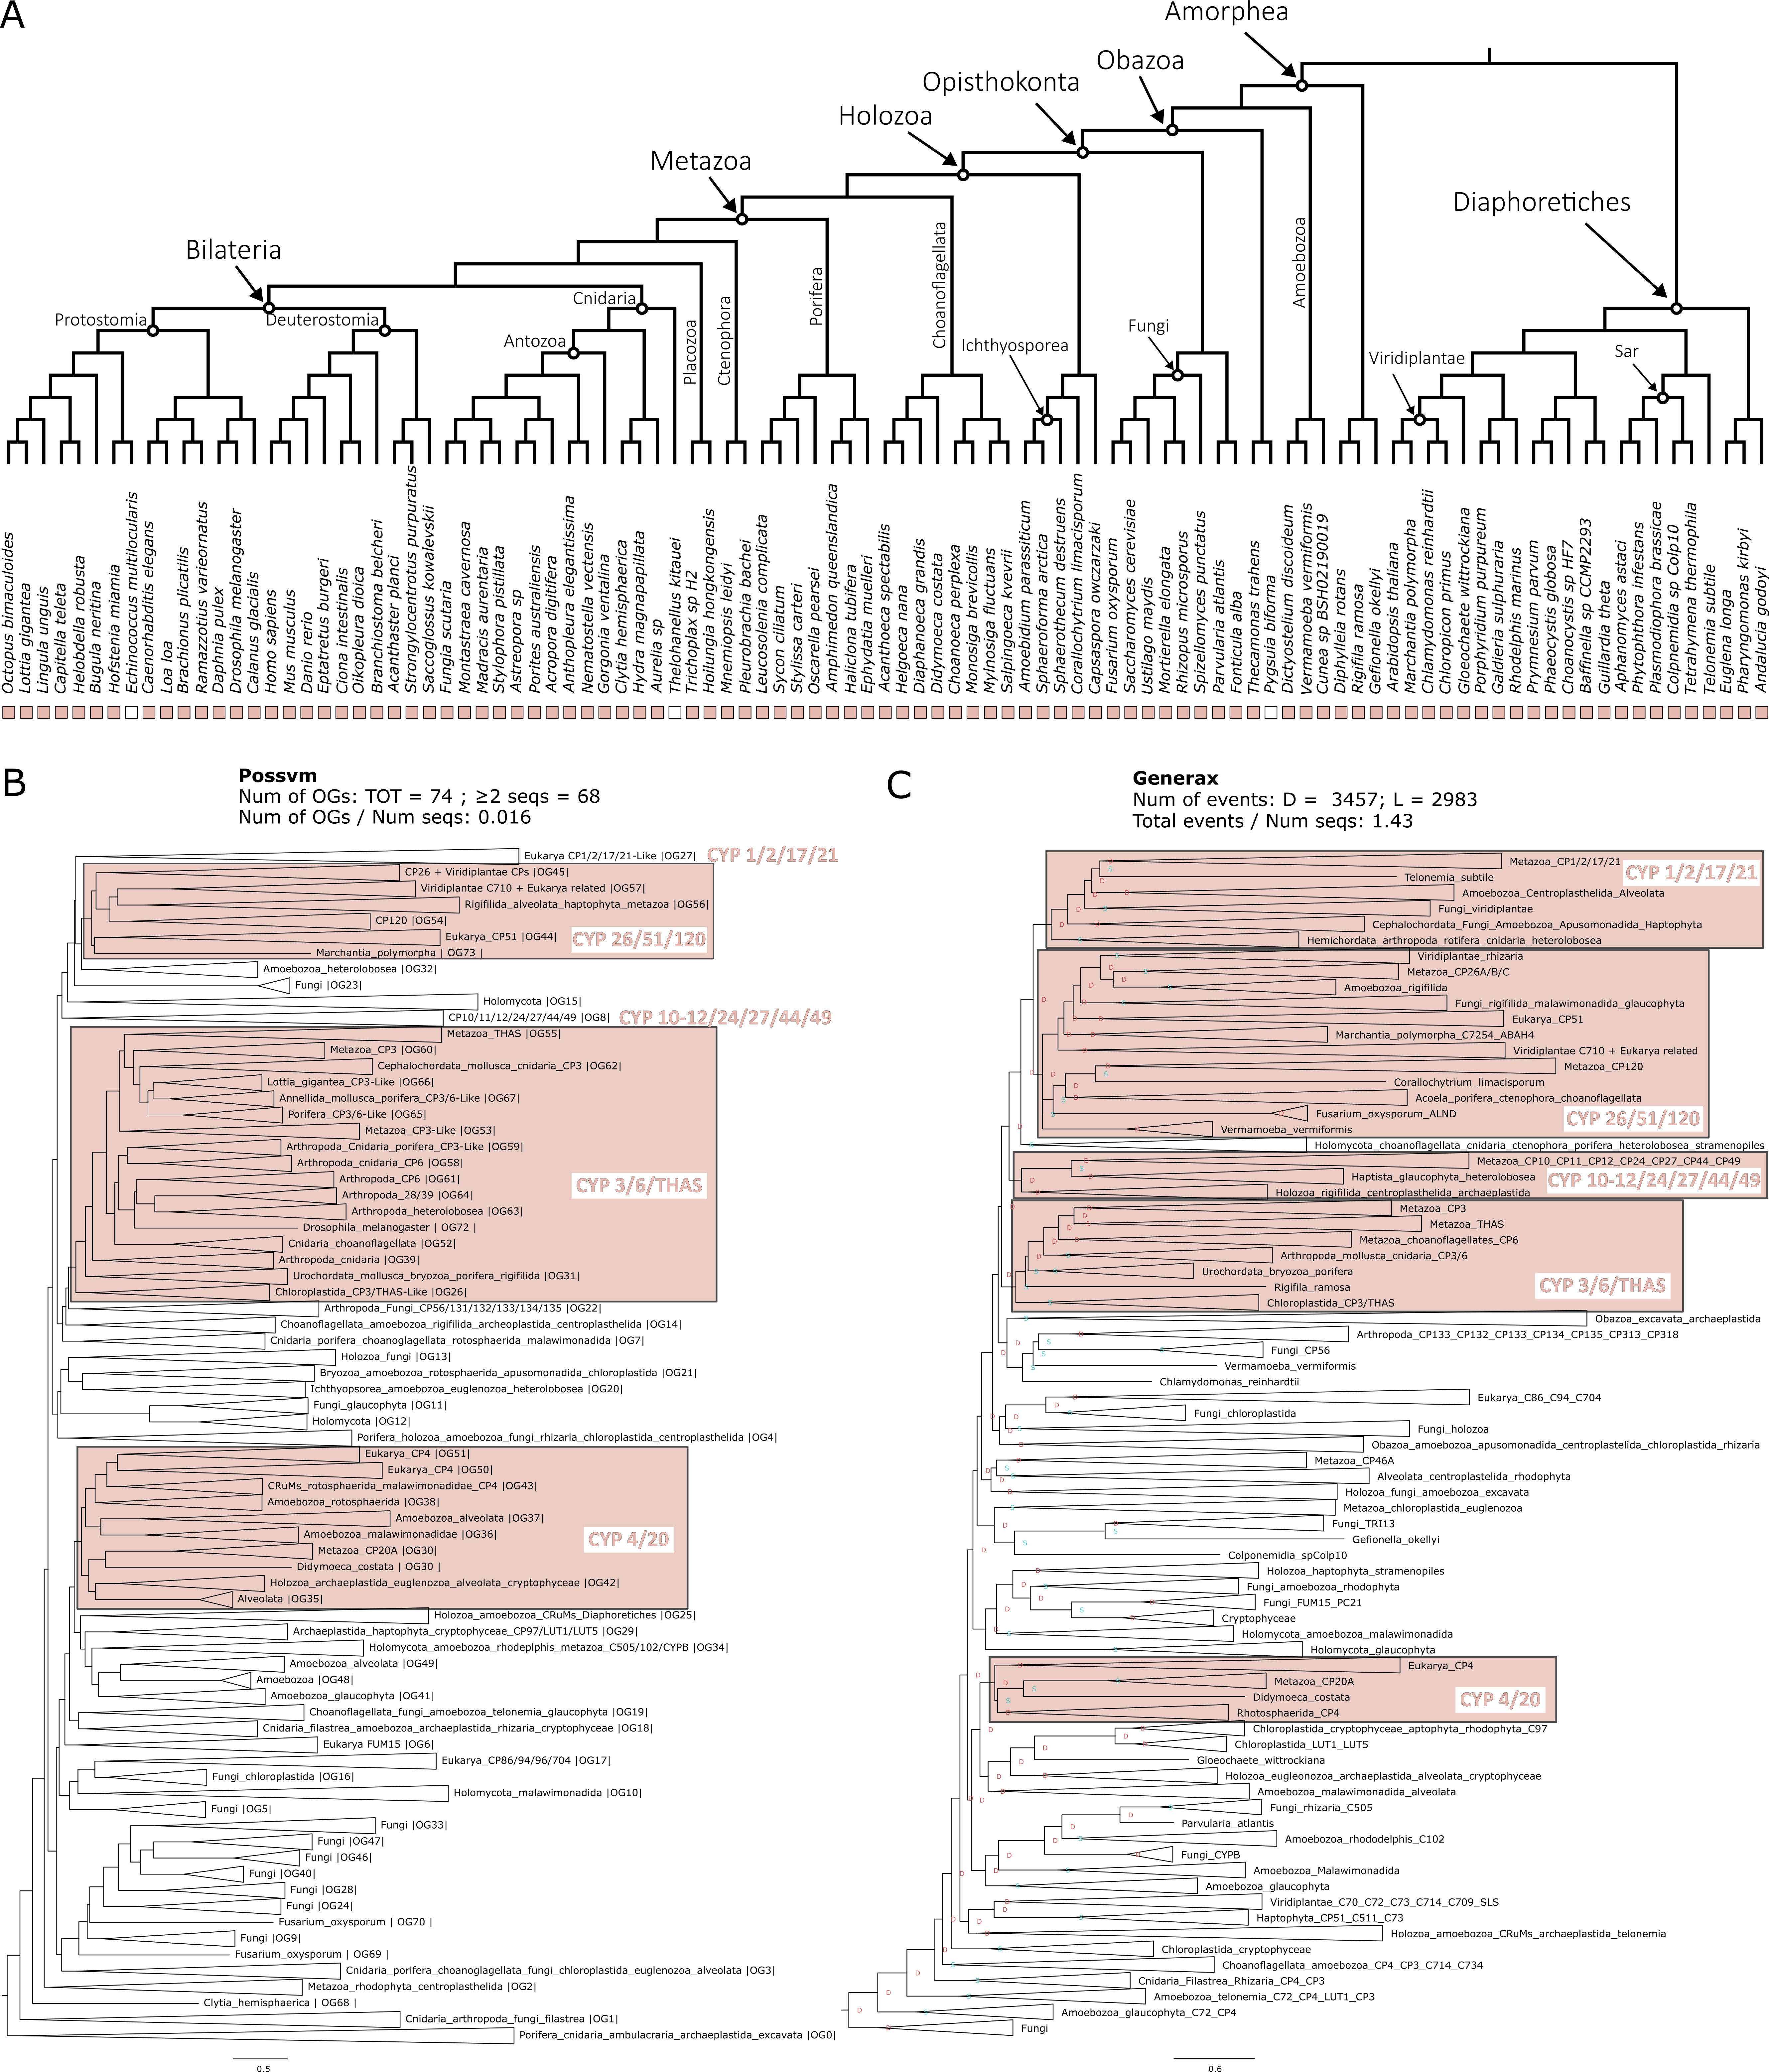 A
Amorphea
Obazoa
Opisthokonta
Holozoa
Metazoa
Diaphoretiches
Bilateria
Protostomia
Deuterostomia
Cnidaria
Antozoa
Placozoa
Ctenophora
Porifera
Choanoflagellata
Ichthyosporea
Fungi
Amoebozoa
Viridiplantae
Sar
Octopus bimaculoides
Lottia gigantea
Lingula unguis
Capitella teleta
Helobdella robusta
Bugula neritina
Hofstenia miamia
Echinococcus multilocularis
Caenorhabditis elegans
Loa loa
Brachionus plicatilis
Ramazzotius varieornatus
Daphnia pulex
Drosophila melanogaster
Calanus glacialis
Homo sapiens
Mus musculus
Danio rerio
Eptatretus burgeri
Ciona intestinalis
Oikopleura dioica
Branchiostoma belcheri
Acanthaster planci
Strongylocentrotus purpuratus
Saccoglossus kowalevskii
Fungia scutaria
Montastraea cavernosa
Madracis aurentaria
Stylophora pistillata
Astreopora sp
Porites australiensis
Acropora digitifera
Anthopleura elegantissima
Nematostella vectensis
Gorgonia ventalina
Clytia hemisphaerica
Hydra magnapapillata
Aurelia sp
Thelohanellus kitauei
Trichoplax sp H2
Hoilungia hongkongensis
Mnemiopsis leidyi
Pleurobrachia bachei
Leucosolenia complicata
Sycon ciliatum
Stylissa carteri
Oscarella pearsei
Amphimedon queenslandica
Haliclona tubifera
Ephydatia muelleri
Acanthoeca spectabilis
Helgoeca nana
Diaphanoeca grandis
Didymoeca costata
Choanoeca perplexa
Monosiga brevicollis
Mylnosiga fluctuans
Salpingoeca kvevrii
Amoebidium parassiticum
Sphaeroforma arctica
Sphaerothecum destruens
Corallochytrium limacisporum
Capsaspora owczarzaki
Fusarium oxysporum
Saccharomyces cerevisiae
Ustilago maydis
Mortierella elongata
Rhizopus microsporus
Spizellomyces punctatus
Parvularia atlantis
Fonticula alba
Thecamonas trahens
Pygsuia biforma
Dictyostelium discoideum
Vermamoeba vermiformis
Cunea sp BSH02190019
Diphylleia rotans
Rigifila ramosa
Gefionella okellyi
Arabidopsis thaliana
Marchantia polymorpha
Chlamydomonas reinhardtii
Chloropicon primus
Gloeochaete wittrockiana
Porphyridium purpureum
Galdieria sulphuraria
Rhodelphis marinus
Prymnesium parvum
Phaeocystis globosa
Choanocystis sp HF7
Baffinella sp CCMP2293
Guillardia theta
Aphanomyces astaci
Phytophthora infestans
Plasmodiophora brassicae
Colpnemidia sp Colp10
Tetrahymena thermophila
Telonemia subtile
Euglena longa
Pharyngomonas kirbyi
Andalucia godoyi
B
Possvm
Num of OGs: TOT = 74 ; ≥2 seqs = 68
Num of OGs / Num seqs: 0.016
Eukarya CP1/2/17/21-Like |OG27| CYP 1/2/17/21
CP26 + Viridiplantae CPs |OG45|
Viridiplantae C710 + Eukarya related |OG57|
Rigifilida_alveolata_haptophyta_metazoa |OG56|
CP120 |OG54|
Eukarya_CP51 |OG44| CYP 26/51/120
Marchantia_polymorpha | OG73 |
Amoebozoa_heterolobosea |OG32|
Fungi |OG23|
Holomycota |OG15|
CP10/11/12/24/27/44/49 |OG8| CYP 10-12/24/27/44/49
Metazoa_THAS |OG55|
Metazoa_CP3 |OG60|
Cephalochordata_mollusca_cnidaria_CP3 |OG62|
Lottia_gigantea_CP3-Like |OG66|
Annellida_mollusca_porifera_CP3/6-Like |OG67|
Porifera_CP3/6-Like |OG65|
Metazoa_CP3-Like |OG53|
Arthropoda_Cnidaria_porifera_CP3-Like |OG59|
Arthropoda_cnidaria_CP6 |OG58|
Arthropoda_CP6 |OG61| CYP 3/6/THAS
Arthropoda_28/39 |OG64|
Arthropoda_heterolobosea |OG63|
Drosophila_melanogaster | OG72 |
Cnidaria_choanoflagellata |OG52|
Arthropoda_cnidaria |OG39|
Urochordata_mollusca_bryozoa_porifera_rigifilida |OG31|
Chloroplastida_CP3/THAS-Like |OG26|
Arthropoda_Fungi_CP56/131/132/133/134/135 |OG22|
Choanoflagellata_amoebozoa_rigifilida_archeoplastida_centroplasthelida |OG14|
Cnidaria_porifera_choanoglagellata_rotosphaerida_malawimonadida |OG7|
Holozoa_fungi |OG13|
Bryozoa_amoebozoa_rotosphaerida_apusomonadida_chloroplastida |OG21|
Ichthyopsorea_amoebozoa_euglenozoa_heterolobosea |OG20|
Fungi_glaucophyta |OG11|
Holomycota |OG12|
Porifera_holozoa_amoebozoa_fungi_rhizaria_chloroplastida_centroplasthelida |OG4|
Eukarya_CP4 |OG51|
Eukarya_CP4 |OG50|
CRuMs_rotosphaerida_malawimonadidae_CP4 |OG43|
Amoebozoa_rotosphaerida |OG38|
Amoebozoa_alveolata |OG37|
Amoebozoa_malawimonadidae |OG36| CYP 4/20
Metazoa_CP20A |OG30|
Didymoeca_costata | OG30 |
Holozoa_archaeplastida_euglenozoa_alveolata_cryptophyceae |OG42|
Alveolata |OG35|
Holozoa_amoebozoa_CRuMs_Diaphoretiches |OG25|
Archaeplastida_haptophyta_cryptophyceae_CP97/LUT1/LUT5 |OG29|
Holomycota_amoebozoa_rhodeplphis_metazoa_C505/102/CYPB |OG34|
Amoebozoa_alveolata |OG49|
Amoebozoa |OG48|
Amoebozoa_glaucophyta |OG41|
Choanoflagellata_fungi_amoebozoa_telonemia_glaucophyta |OG19|
Cnidaria_filastrea_amoebozoa_archaeplastida_rhizaria_cryptophyceae |OG18|
Eukarya FUM15 |OG6|
Eukarya_CP86/94/96/704 |OG17|
Fungi_chloroplastida |OG16|
Holomycota_malawimonadida |OG10|
Fungi |OG5|
Fungi |OG33|
Fungi |OG47|
Fungi |OG46|
Fungi |OG40|
Fungi |OG28|
Fungi |OG24|
Fusarium_oxysporum | OG70 |
Fungi |OG9|
Fusarium_oxysporum | OG69 |
Cnidaria_porifera_choanoglagellata_fungi_chloroplastida_euglenozoa_alveolata |OG3|
Metazoa_rhodophyta_centroplasthelida |OG2|
Clytia_hemisphaerica | OG68 |
Cnidaria_arthropoda_fungi_filastrea |OG1|
Porifera_cnidaria_ambulacraria_archaeplastida_excavata |OG0|
0.5
C
Generax
Num of events: D = 3457; L = 2983
Total events / Num seqs: 1.43
Metazoa_CP1/2/17/21 CYP 1/2/17/21
Telonemia_subtile
Amoebozoa_Centroplasthelida_Alveolata
Fungi_viridiplantae
Cephalochordata_Fungi_Amoebozoa_Apusomonadida_Haptophyta
Hemichordata_arthropoda_rotifera_cnidaria_heterolobosea
Viridiplantae_rhizaria
Metazoa_CP26A/B/C
Amoebozoa_rigifilida
Fungi_rigifilida_malawimonadida_glaucophyta
Eukarya_CP51
Marchantia_polymorpha_C7254_ABAH4
Viridiplantae C710 + Eukarya related
Metazoa_CP120
Corallochytrium_limacisporum
Acoela_porifera_ctenophora_choanoflagellata
Fusarium_oxysporum_ALND CYP 26/51/120
Vermamoeba_vermiformis
Holomycota_choanoflagellata_cnidaria_ctenophora_porifera_heterolobosea_stramenopiles
Metazoa_CP10_CP11_CP12_CP24_CP27_CP44_CP49
Haptista_glaucophyta_heterolobosea CYP 10-12/24/27/44/49
Holozoa_rigifilida_centroplasthelida_archaeplastida
Metazoa_CP3
Metazoa_THAS
Metazoa_choanoflagellates_CP6
Arthropoda_mollusca_cnidaria_CP3/6
Urochordata_bryozoa_porifera
Rigifila_ramosa CYP 3/6/THAS
Chloroplastida_CP3/THAS
Obazoa_excavata_archaeplastida
Arthropoda_CP133_CP132_CP133_CP134_CP135_CP313_CP318
Fungi_CP56
Vermamoeba_vermiformis
Chlamydomonas_reinhardtii
Eukarya_C86_C94_C704
Fungi_chloroplastida
Fungi_holozoa
Obazoa_amoebozoa_apusomonadida_centroplastelida_chloroplastida_rhizaria
Metazoa_CP46A
Alveolata_centroplastelida_rhodophyta
Holozoa_fungi_amoebozoa_excavata
Metazoa_chloroplastida_euglenozoa
Fungi_TRI13
Gefionella_okellyi
Colponemidia_spColp10
Holozoa_haptophyta_stramenopiles
Fungi_amoebozoa_rhodophyta
Fungi_FUM15_PC21
Cryptophyceae
Holomycota_amoebozoa_malawimonadida
Holomycota_glaucophyta
Eukarya_CP4
Metazoa_CP20A
Didymoeca_costata CYP 4/20
Rhotosphaerida_CP4
Chloroplastida_cryptophyceae_aptophyta_rhodophyta_C97
Chloroplastida_LUT1_LUT5
Gloeochaete_wittrockiana
Holozoa_eugleonozoa_archaeplastida_alveolata_cryptophyceae
Amoebozoa_malawimonadida_alveolata
Fungi_rhizaria_C505
Parvularia_atlantis
Amoebozoa_rhododelphis_C102
Fungi_CYPB
Amoebozoa_Malawimonadida
Amoebozoa_glaucophyta
Viridiplantae_C70_C72_C73_C714_C709_SLS
Haptophyta_CP51_C511_C73
Holozoa_amoebozoa_CRuMs_archaeplastida_telonemia
Chloroplastida_cryptophyceae
Choanoflagellata_amoebozoa_CP4_CP3_C714_C734
Cnidaria_Filastrea_Rhizaria_CP4_CP3
Amoebozoa_telonemia_C72_CP4_LUT1_CP3
Amoebozoa_glaucophyta_C72_CP4
Fungi
0.6